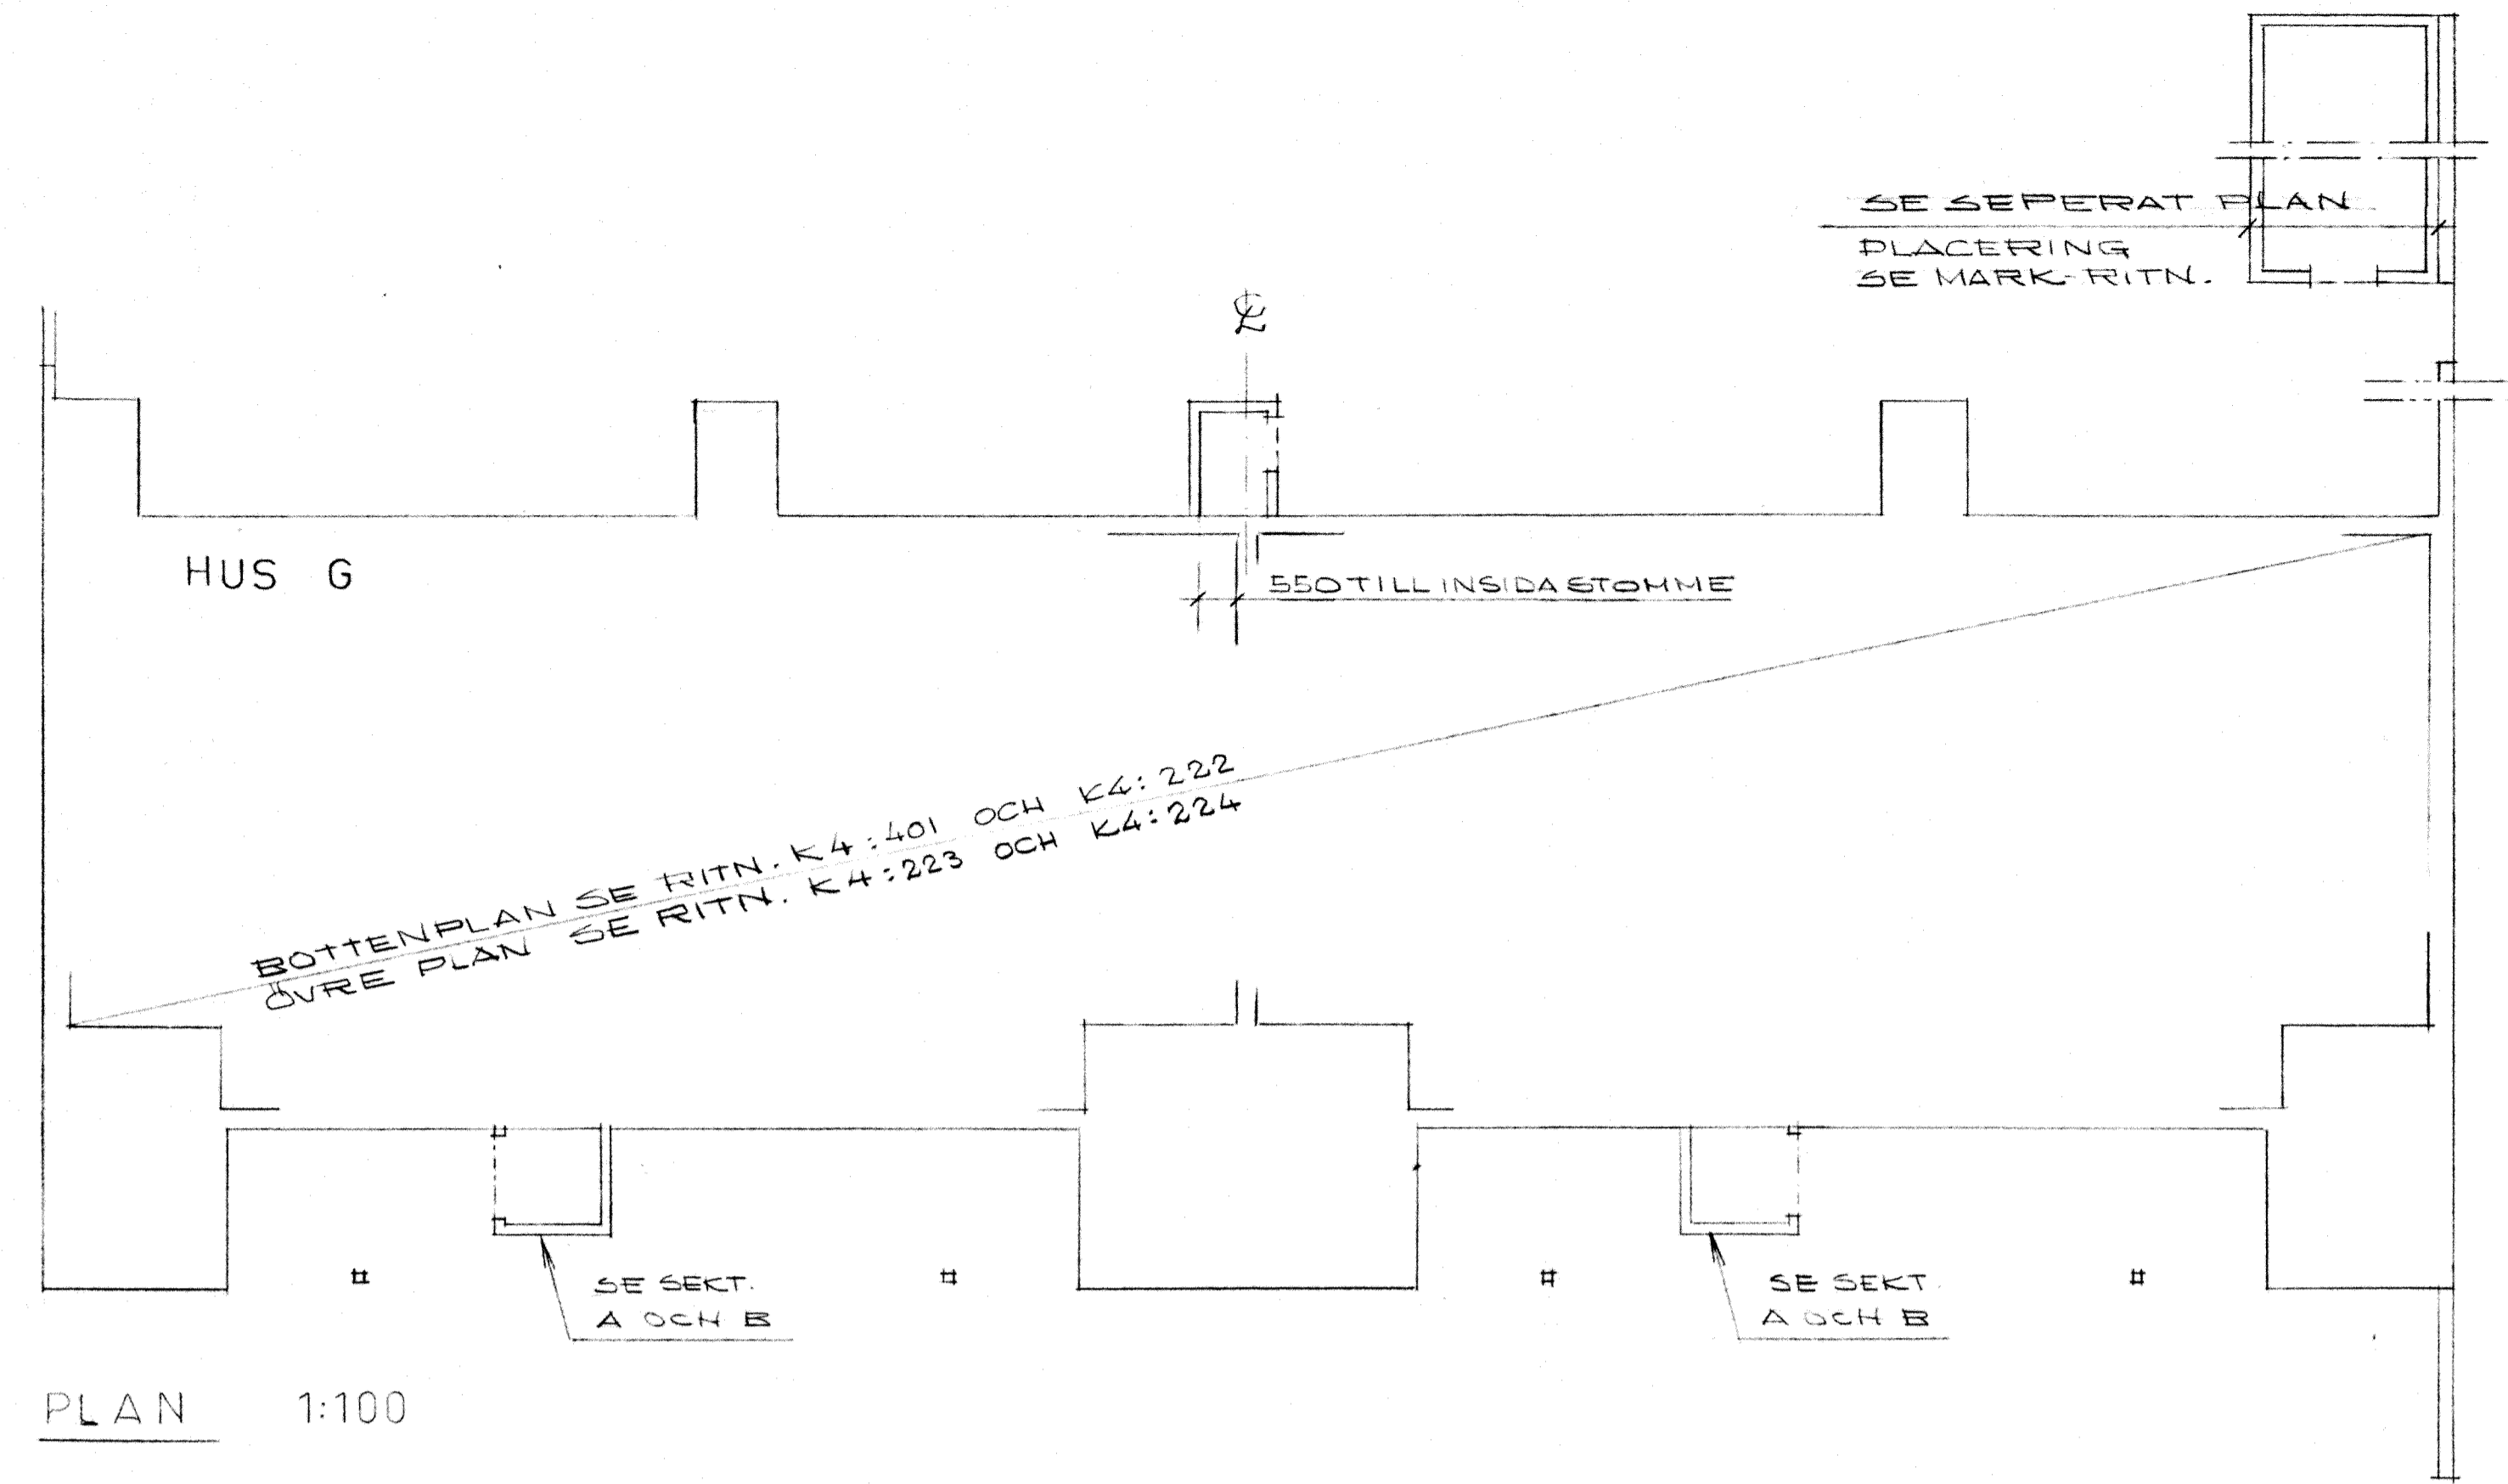 SE SEPERAT PLAN
PLACERING
SE MARK-RITN.
℄
HUS G
550 TILL INSIDA STOMME
BOTTENPLAN SE RITN. K4:401 OCH K4:222
ÖVRE PLAN SE RITN. K4:223 OCH K4:224
SE SEKT.
A OCH B
SE SEKT.
A OCH B
PLAN 1:100